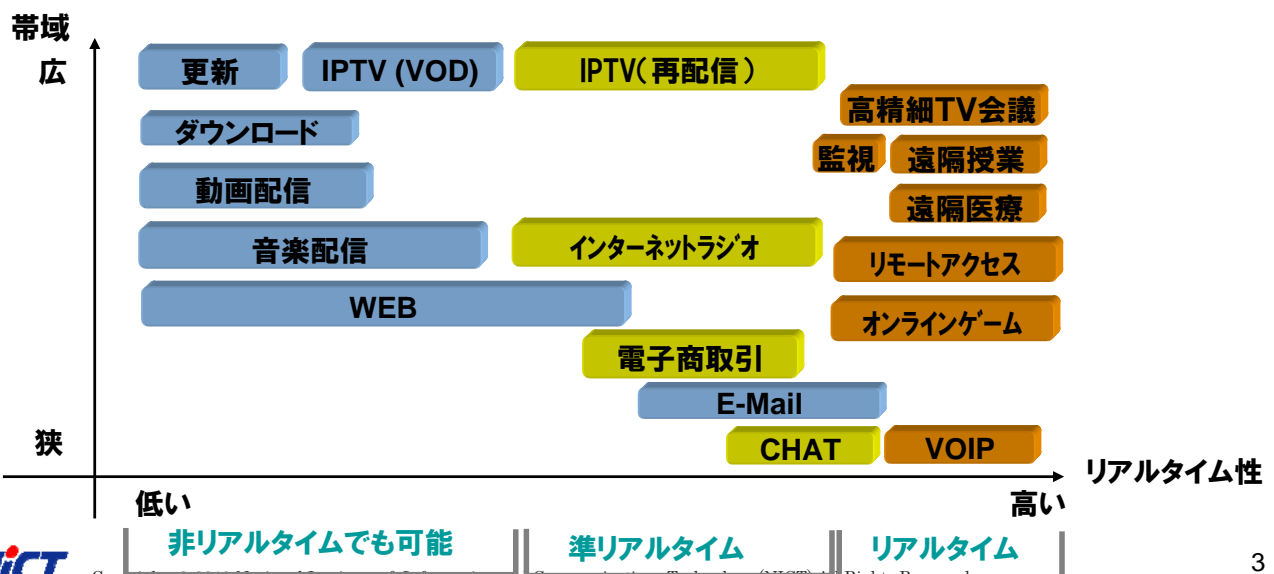 帯域
広
更新
IPTV (VOD)
IPTV(再配信)
高精細TV会議
ダウンロード
監視
遠隔授業
動画配信
遠隔医療
音楽配信
インターネットラジオ
リモートアクセス
WEB
オンラインゲーム
電子商取引
E-Mail
狭
CHAT
VOIP
リアルタイム性
低い
高い
非リアルタイムでも可能
準リアルタイム
リアルタイム
NICT
3